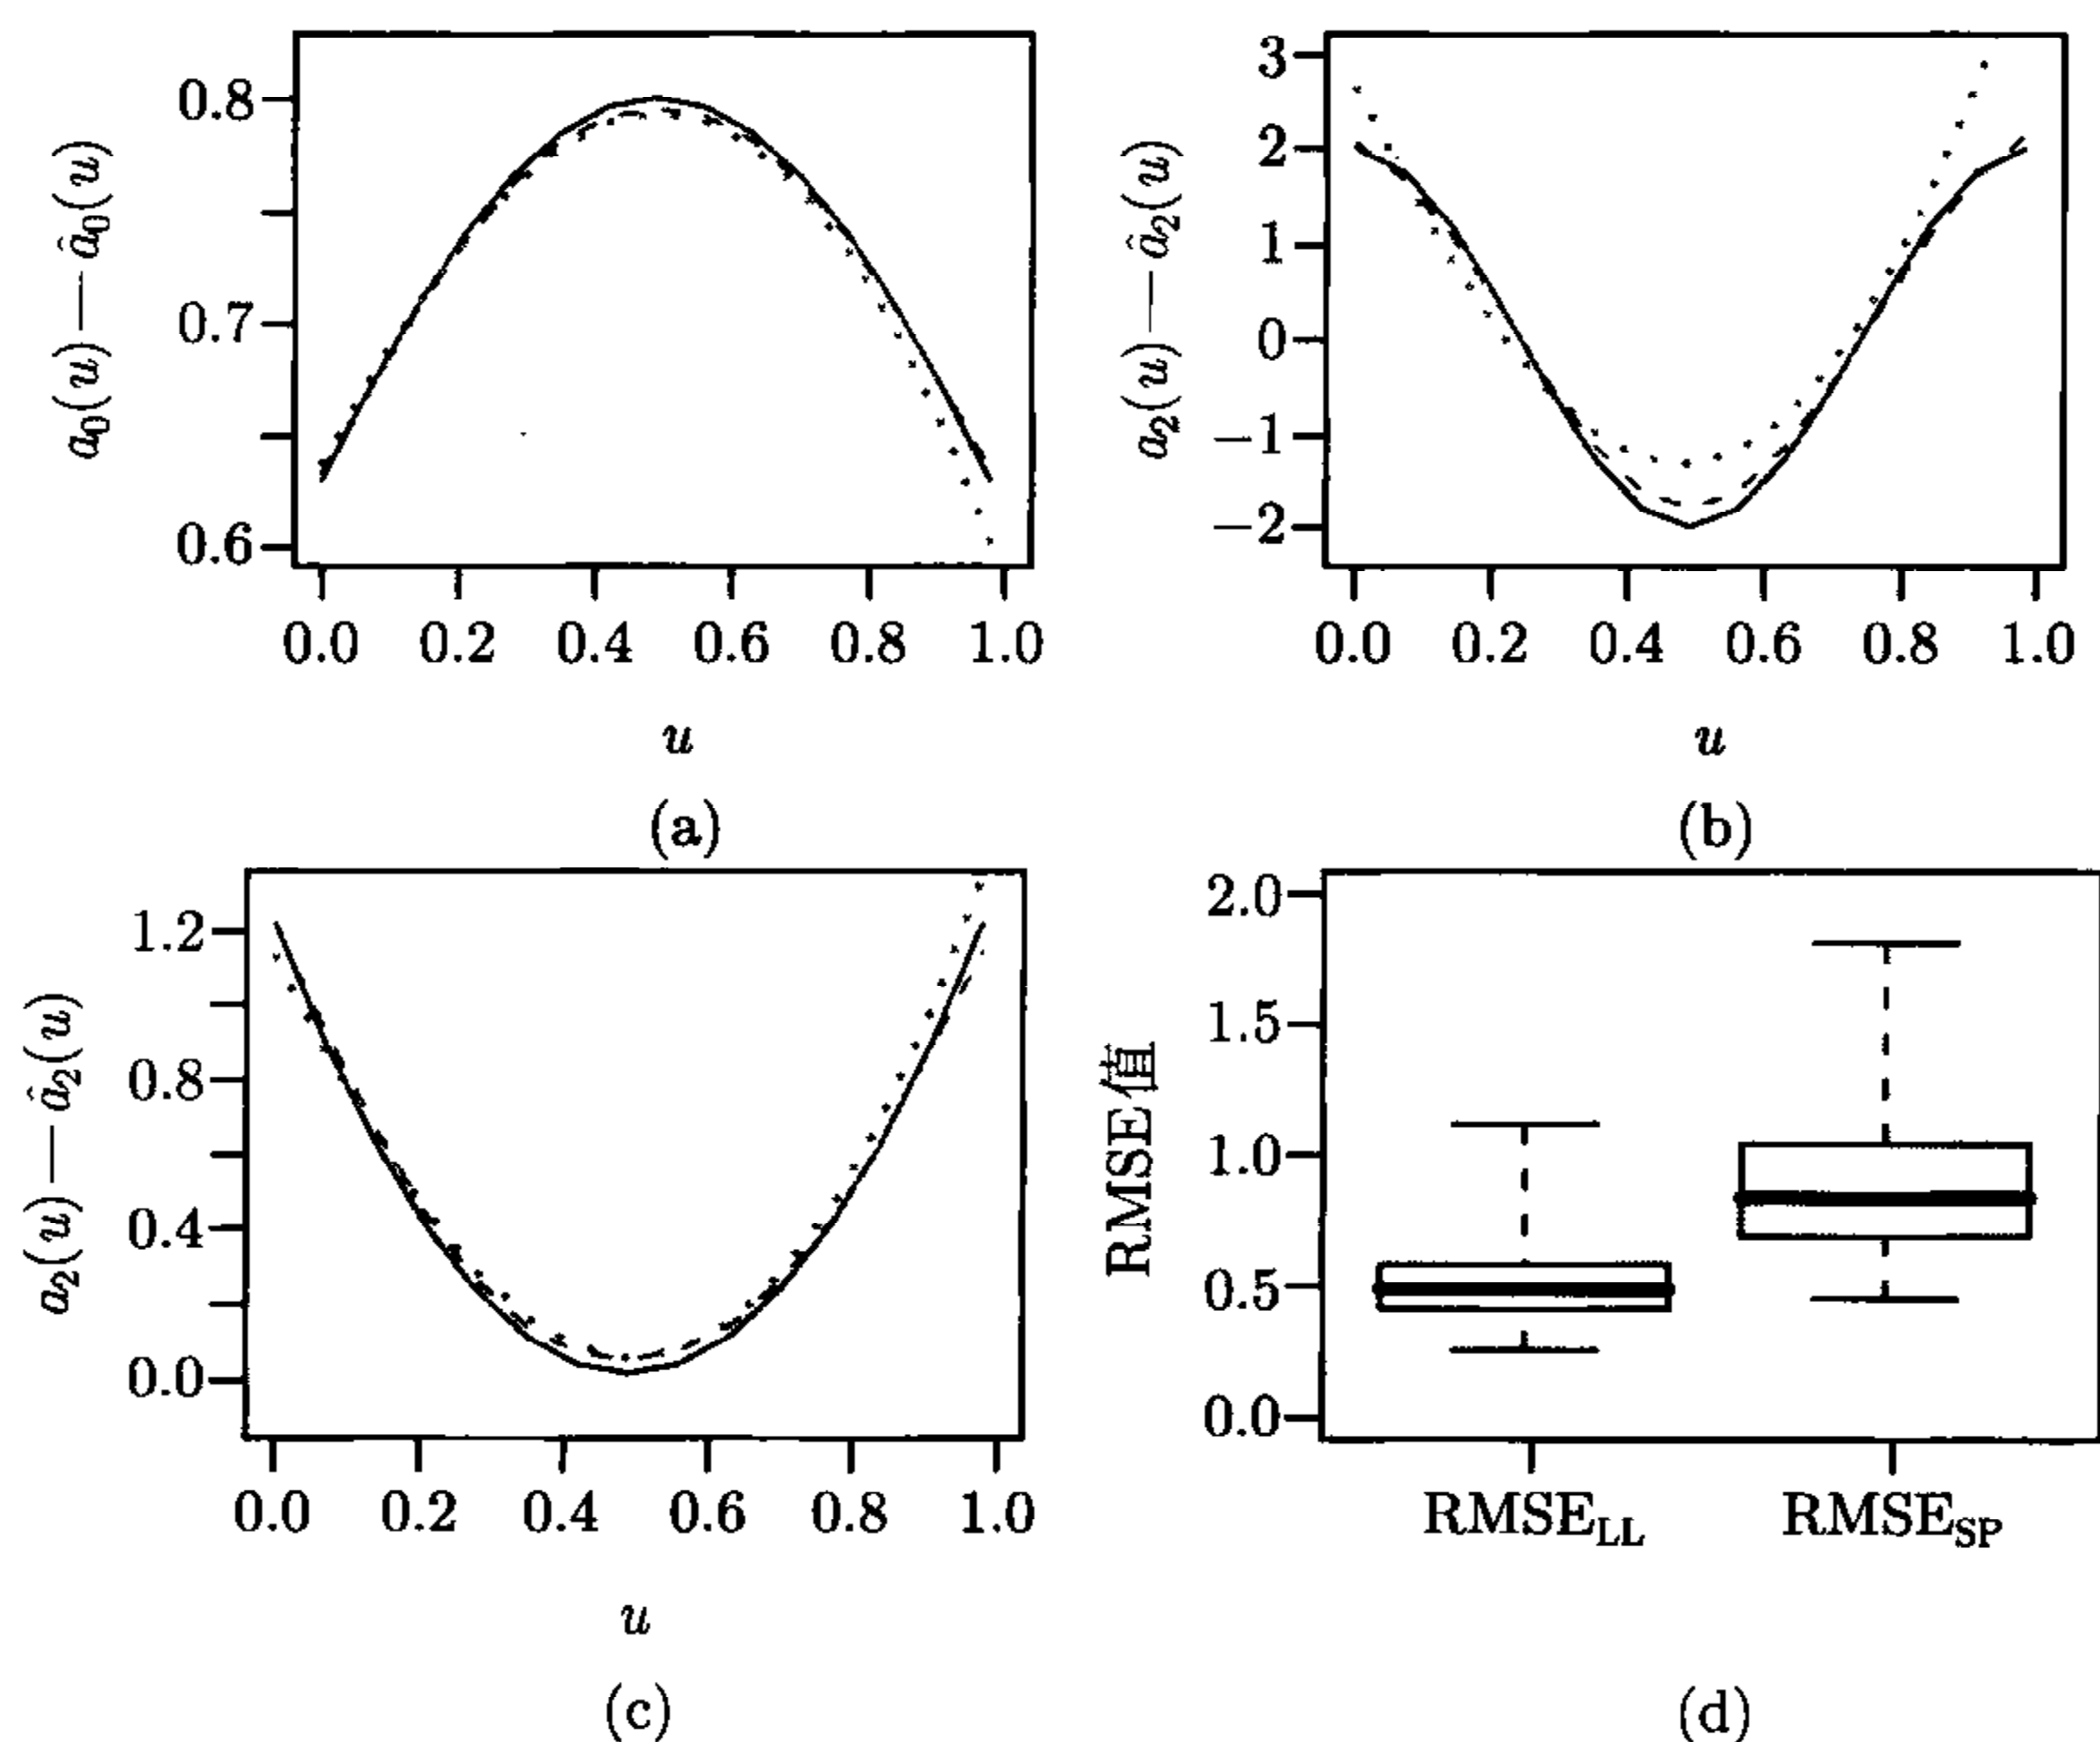 a₀(u) — â₀(u)
0.8
0.7
0.6
0.0 0.2 0.4 0.6 0.8 1.0
u
(a)
a₂(u) — â₂(u)
3
2
1
0
−1
−2
0.0 0.2 0.4 0.6 0.8 1.0
u
(b)
a₂(u) — â₂(u)
1.2
0.8
0.4
0.0
0.0 0.2 0.4 0.6 0.8 1.0
u
(c)
RMSE值
2.0
1.5
1.0
0.5
0.0
RMSE_LL RMSE_SP
(d)